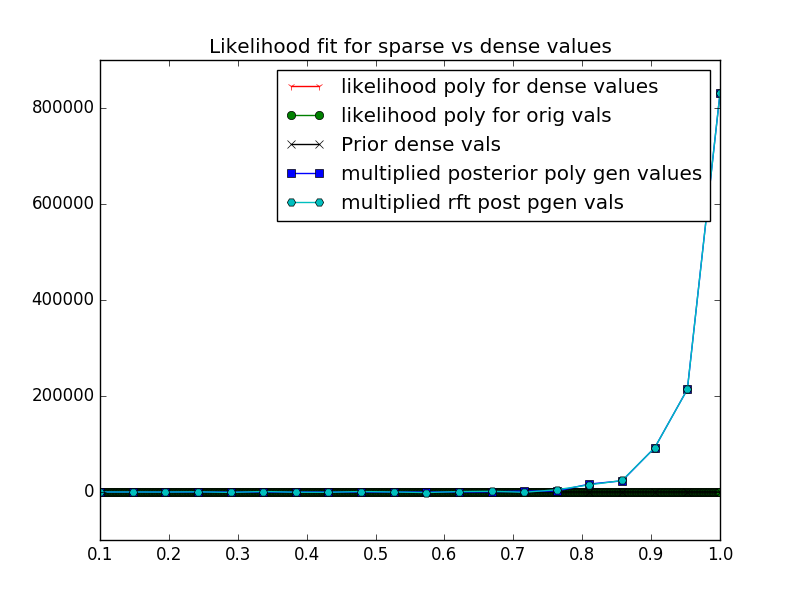 Likelihood fit for sparse vs dense values
likelihood poly for dense values
likelihood poly for orig vals
Prior dense vals
multiplied posterior poly gen values
multiplied rft post pgen vals
800000
600000
400000
200000
0
0.1 0.2 0.3 0.4 0.5 0.6 0.7 0.8 0.9 1.0